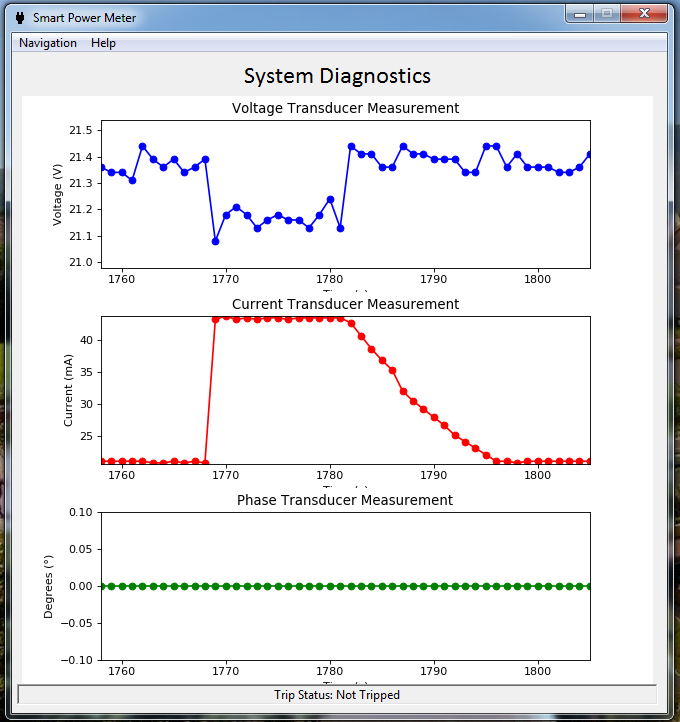 Smart Power Meter
Navigation Help
System Diagnostics
Voltage Transducer Measurement
21.5
21.4
21.3
21.2
21.1
21.0
Voltage (V)
1760 1770 1780 1790 1800
Current Transducer Measurement
40
35
30
25
Current (mA)
1760 1770 1780 1790 1800
Phase Transducer Measurement
0.10
0.05
0.00
−0.05
−0.10
Degrees (°)
1760 1770 1780 1790 1800
Trip Status: Not Tripped